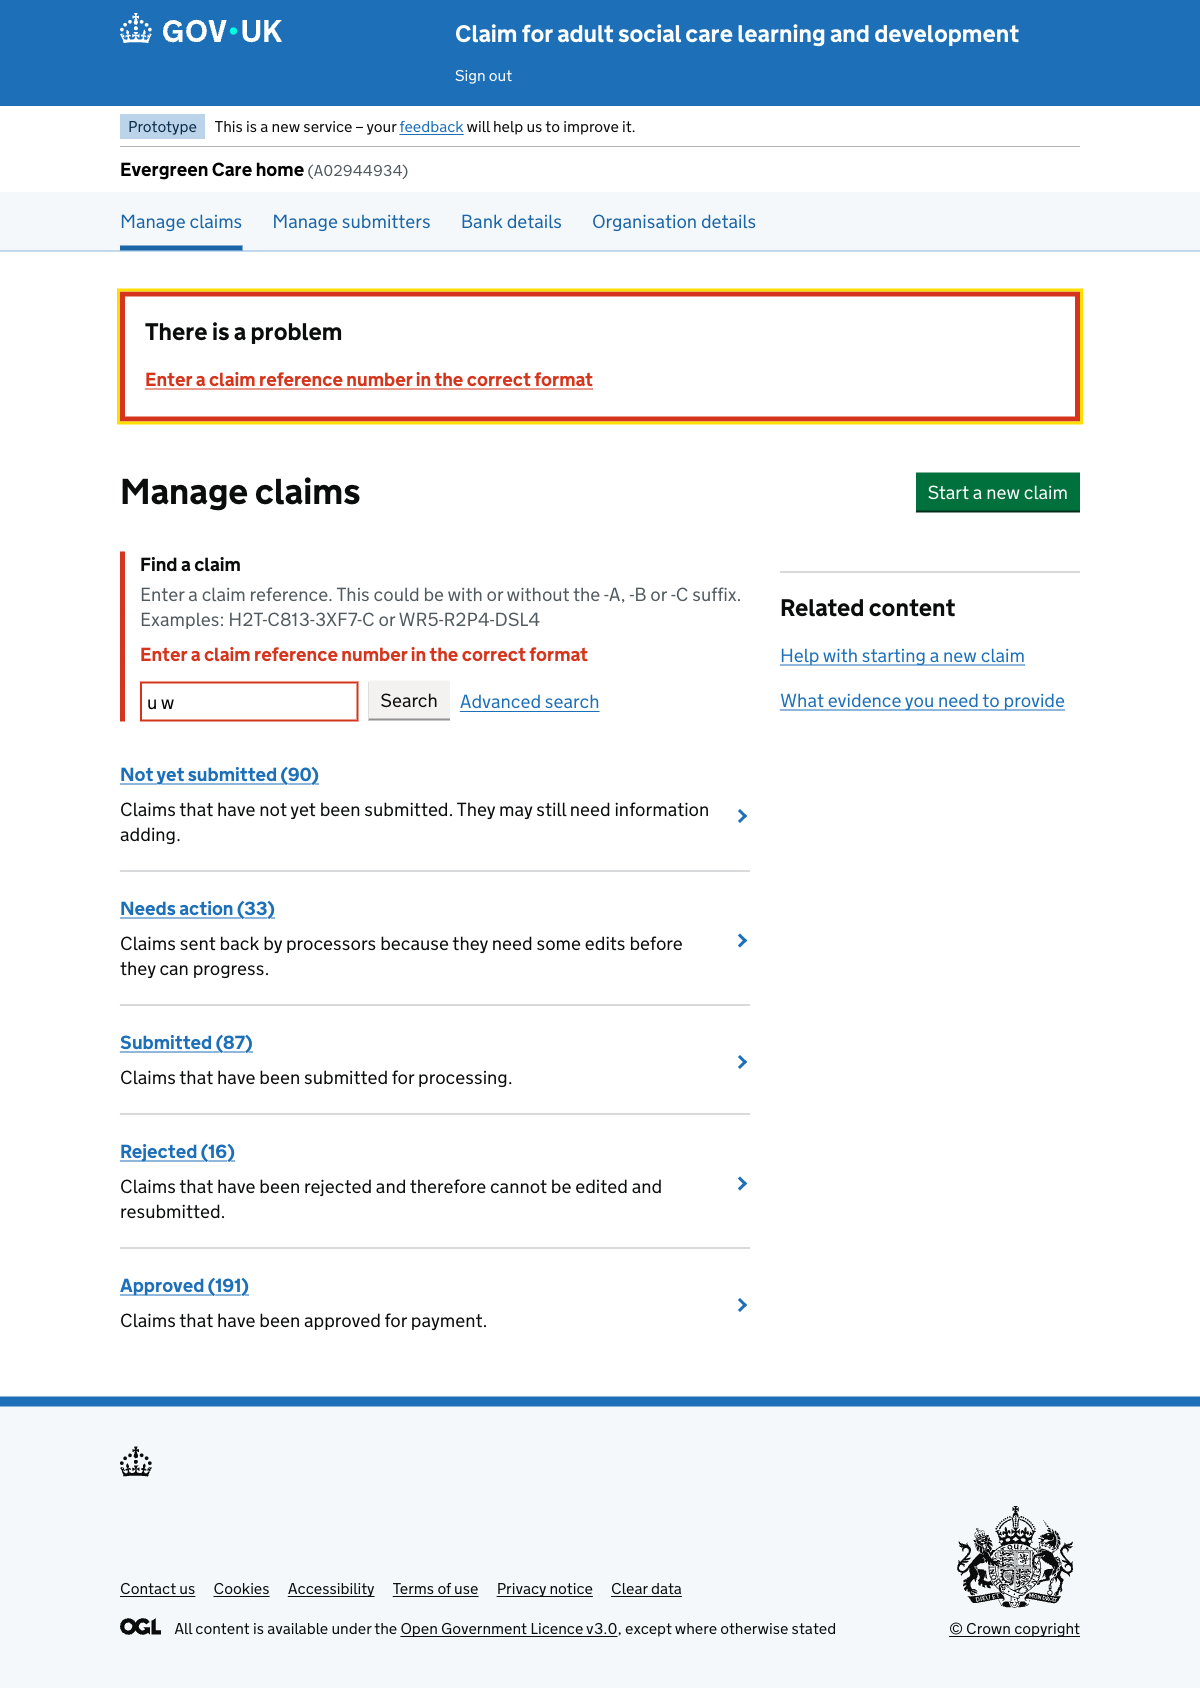 GOV·UK
Claim for adult social care learning and development
Sign out
Prototype This is a new service – your feedback will help us to improve it.
Evergreen Care home (A02944934)
Manage claims Manage submitters Bank details Organisation details
There is a problem
Enter a claim reference number in the correct format
Manage claims
Start a new claim
Find a claim
Enter a claim reference. This could be with or without the -A, -B or -C suffix.
Examples: H2T-C813-3XF7-C or WR5-R2P4-DSL4
Enter a claim reference number in the correct format
u w
Search Advanced search
Related content
Help with starting a new claim
What evidence you need to provide
Not yet submitted (90)
Claims that have not yet been submitted. They may still need information
adding.
Needs action (33)
Claims sent back by processors because they need some edits before
they can progress.
Submitted (87)
Claims that have been submitted for processing.
Rejected (16)
Claims that have been rejected and therefore cannot be edited and
resubmitted.
Approved (191)
Claims that have been approved for payment.
Contact us Cookies Accessibility Terms of use Privacy notice Clear data
OGL All content is available under the Open Government Licence v3.0, except where otherwise stated
© Crown copyright